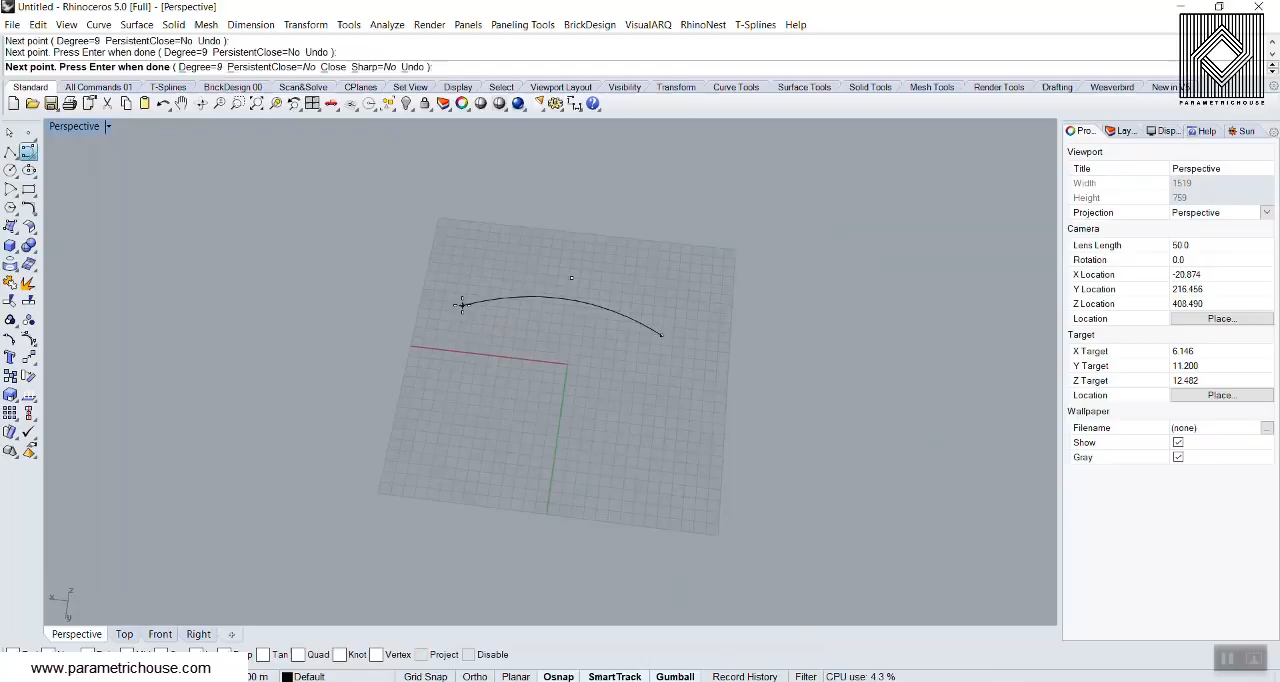 Untitled - Rhinoceros 5.0 [Full] - [Perspective]
File Edit View Curve Surface Solid Mesh Dimension Transform Tools Analyze Render Panels Paneling Tools BrickDesign VisualARQ RhinoNest T-Splines Help
Next point ( Degree=9 PersistentClose=No Undo ):
Next point. Press Enter when done ( Degree=9 PersistentClose=No Undo ):
Next point. Press Enter when done ( Degree=9 PersistentClose=No Close Sharp=No Undo ):
Standard All Commands 01 T-Splines BrickDesign 00 Scan&Solve CPlanes Set View Display Select Viewport Layout Visibility Transform Curve Tools Surface Tools Solid Tools Mesh Tools Render Tools Drafting Weaverbird New in V5
PARAMETRICHOUSE
Perspective
Pro... Lay... Disp... Help Sun
Viewport
Title Perspective
Width 1519
Height 759
Projection Perspective
Camera
Lens Length 50.0
Rotation 0.0
X Location -20.874
Y Location 216.456
Z Location 408.490
Location Place...
Target
X Target 6.146
Y Target 11.200
Z Target 12.482
Location Place...
Wallpaper
Filename (none) ...
Show
Gray
x z
y
Perspective Top Front Right
Tan Quad Knot Vertex Project Disable
www.parametrichouse.com
Default Grid Snap Ortho Planar Osnap SmartTrack Gumball Record History Filter CPU use: 4.3 %